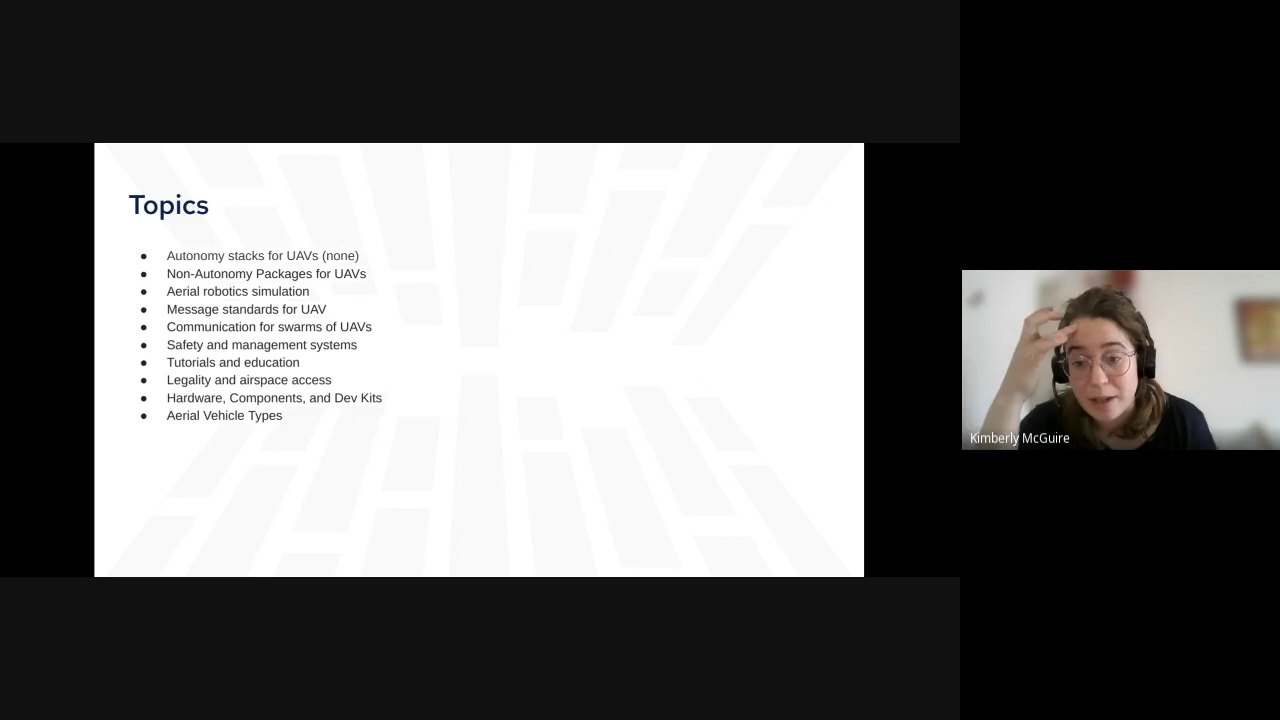 Topics
● Autonomy stacks for UAVs (none)
● Non-Autonomy Packages for UAVs
● Aerial robotics simulation
● Message standards for UAV
● Communication for swarms of UAVs
● Safety and management systems
● Tutorials and education
● Legality and airspace access
● Hardware, Components, and Dev Kits
● Aerial Vehicle Types
Kimberly McGuire